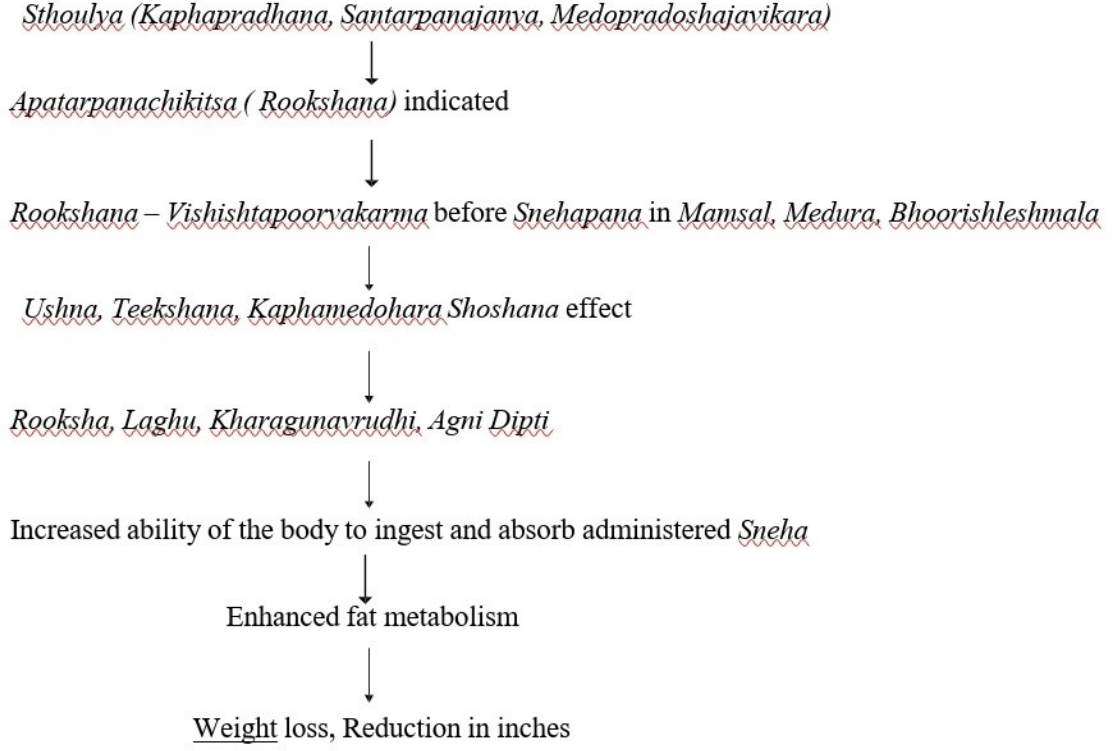 Sthoulya (Kaphapradhana, Santarpanajanya, Medopradoshajavikara)
Apatarpanachikitsa ( Rookshana) indicated
Rookshana – Vishishtapoorvakarma before Snehapana in Mamsal, Medura, Bhoorishleshmala
Ushna, Teekshana, Kaphamedohara Shoshana effect
Rooksha, Laghu, Kharagunavrudhi, Agni Dipti
Increased ability of the body to ingest and absorb administered Sneha
Enhanced fat metabolism
Weight loss, Reduction in inches